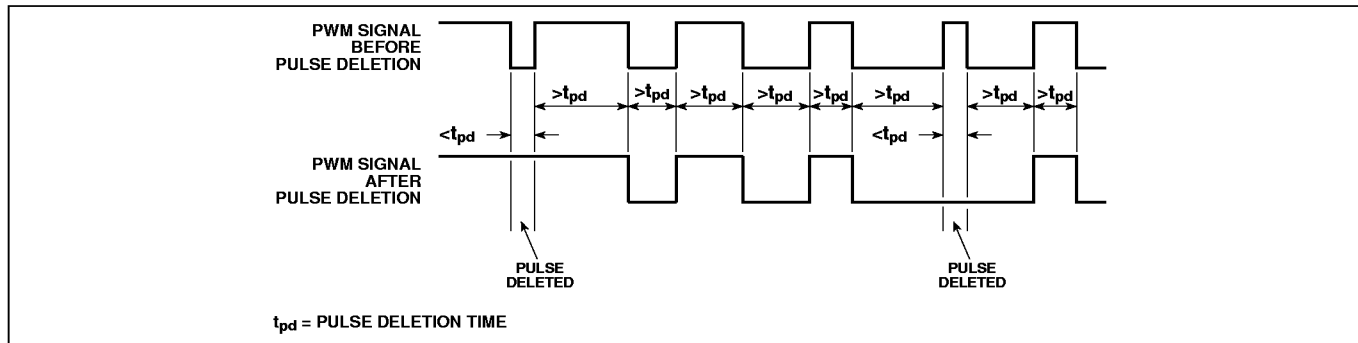 PWM SIGNAL
BEFORE
PULSE DELETION
>tpd >tpd >tpd >tpd >tpd >tpd >tpd >tpd
<tpd <tpd
PWM SIGNAL
AFTER
PULSE DELETION
PULSE
DELETED
PULSE
DELETED
tpd = PULSE DELETION TIME